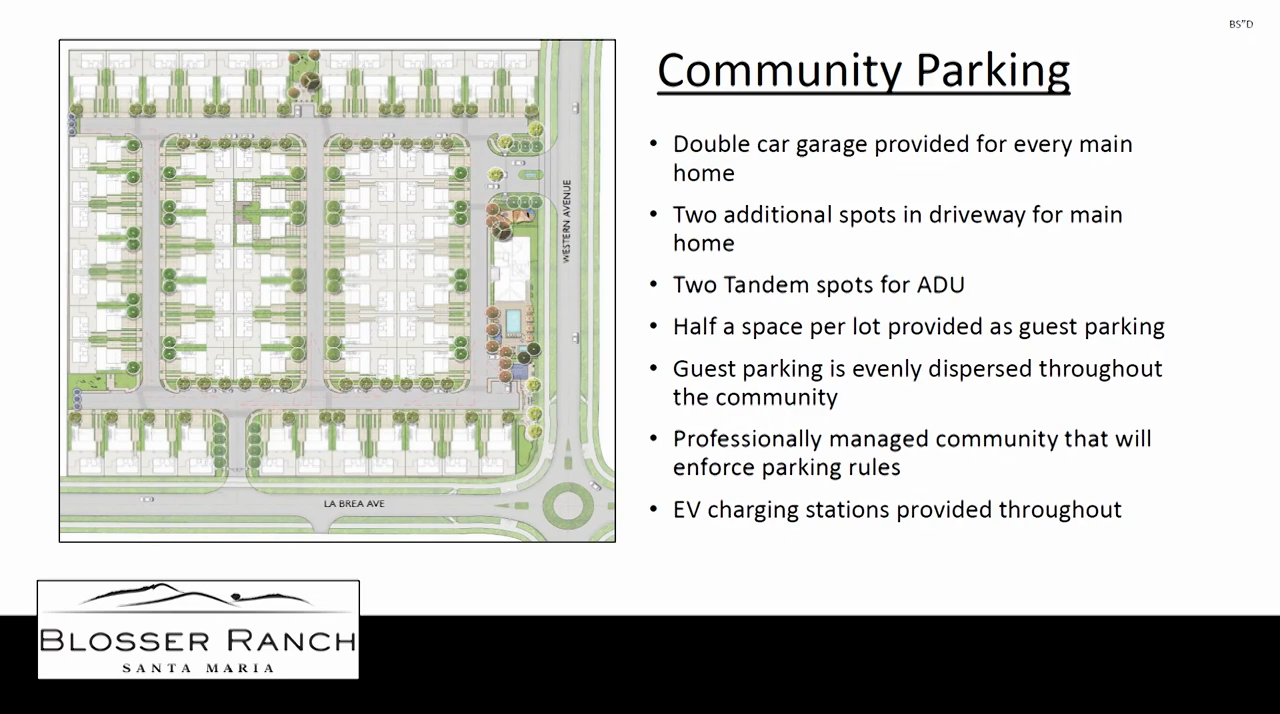 BS"D
Community Parking
• Double car garage provided for every main
home
• Two additional spots in driveway for main
home
• Two Tandem spots for ADU
• Half a space per lot provided as guest parking
• Guest parking is evenly dispersed throughout
the community
• Professionally managed community that will
enforce parking rules
• EV charging stations provided throughout
WESTERN AVENUE
LA BREA AVE
BLOSSER RANCH
SANTA MARIA